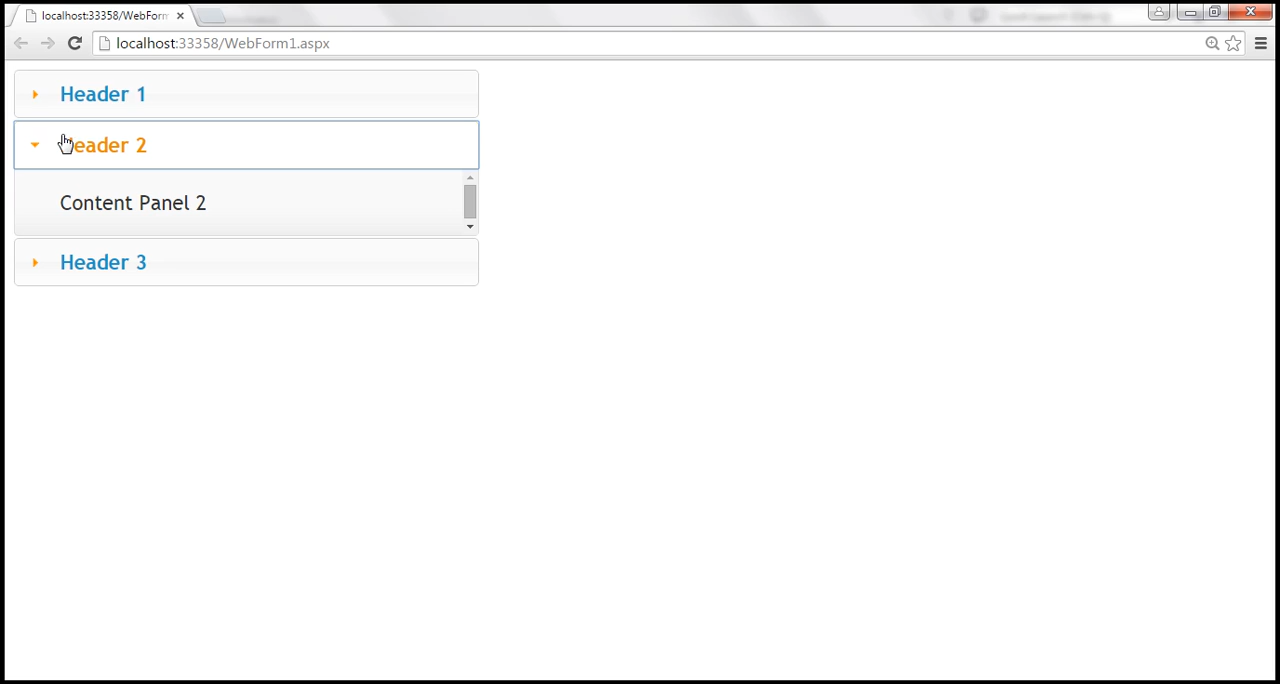 localhost:33358/WebForm
localhost:33358/WebForm1.aspx
Header 1
Header 2
Content Panel 2
Header 3